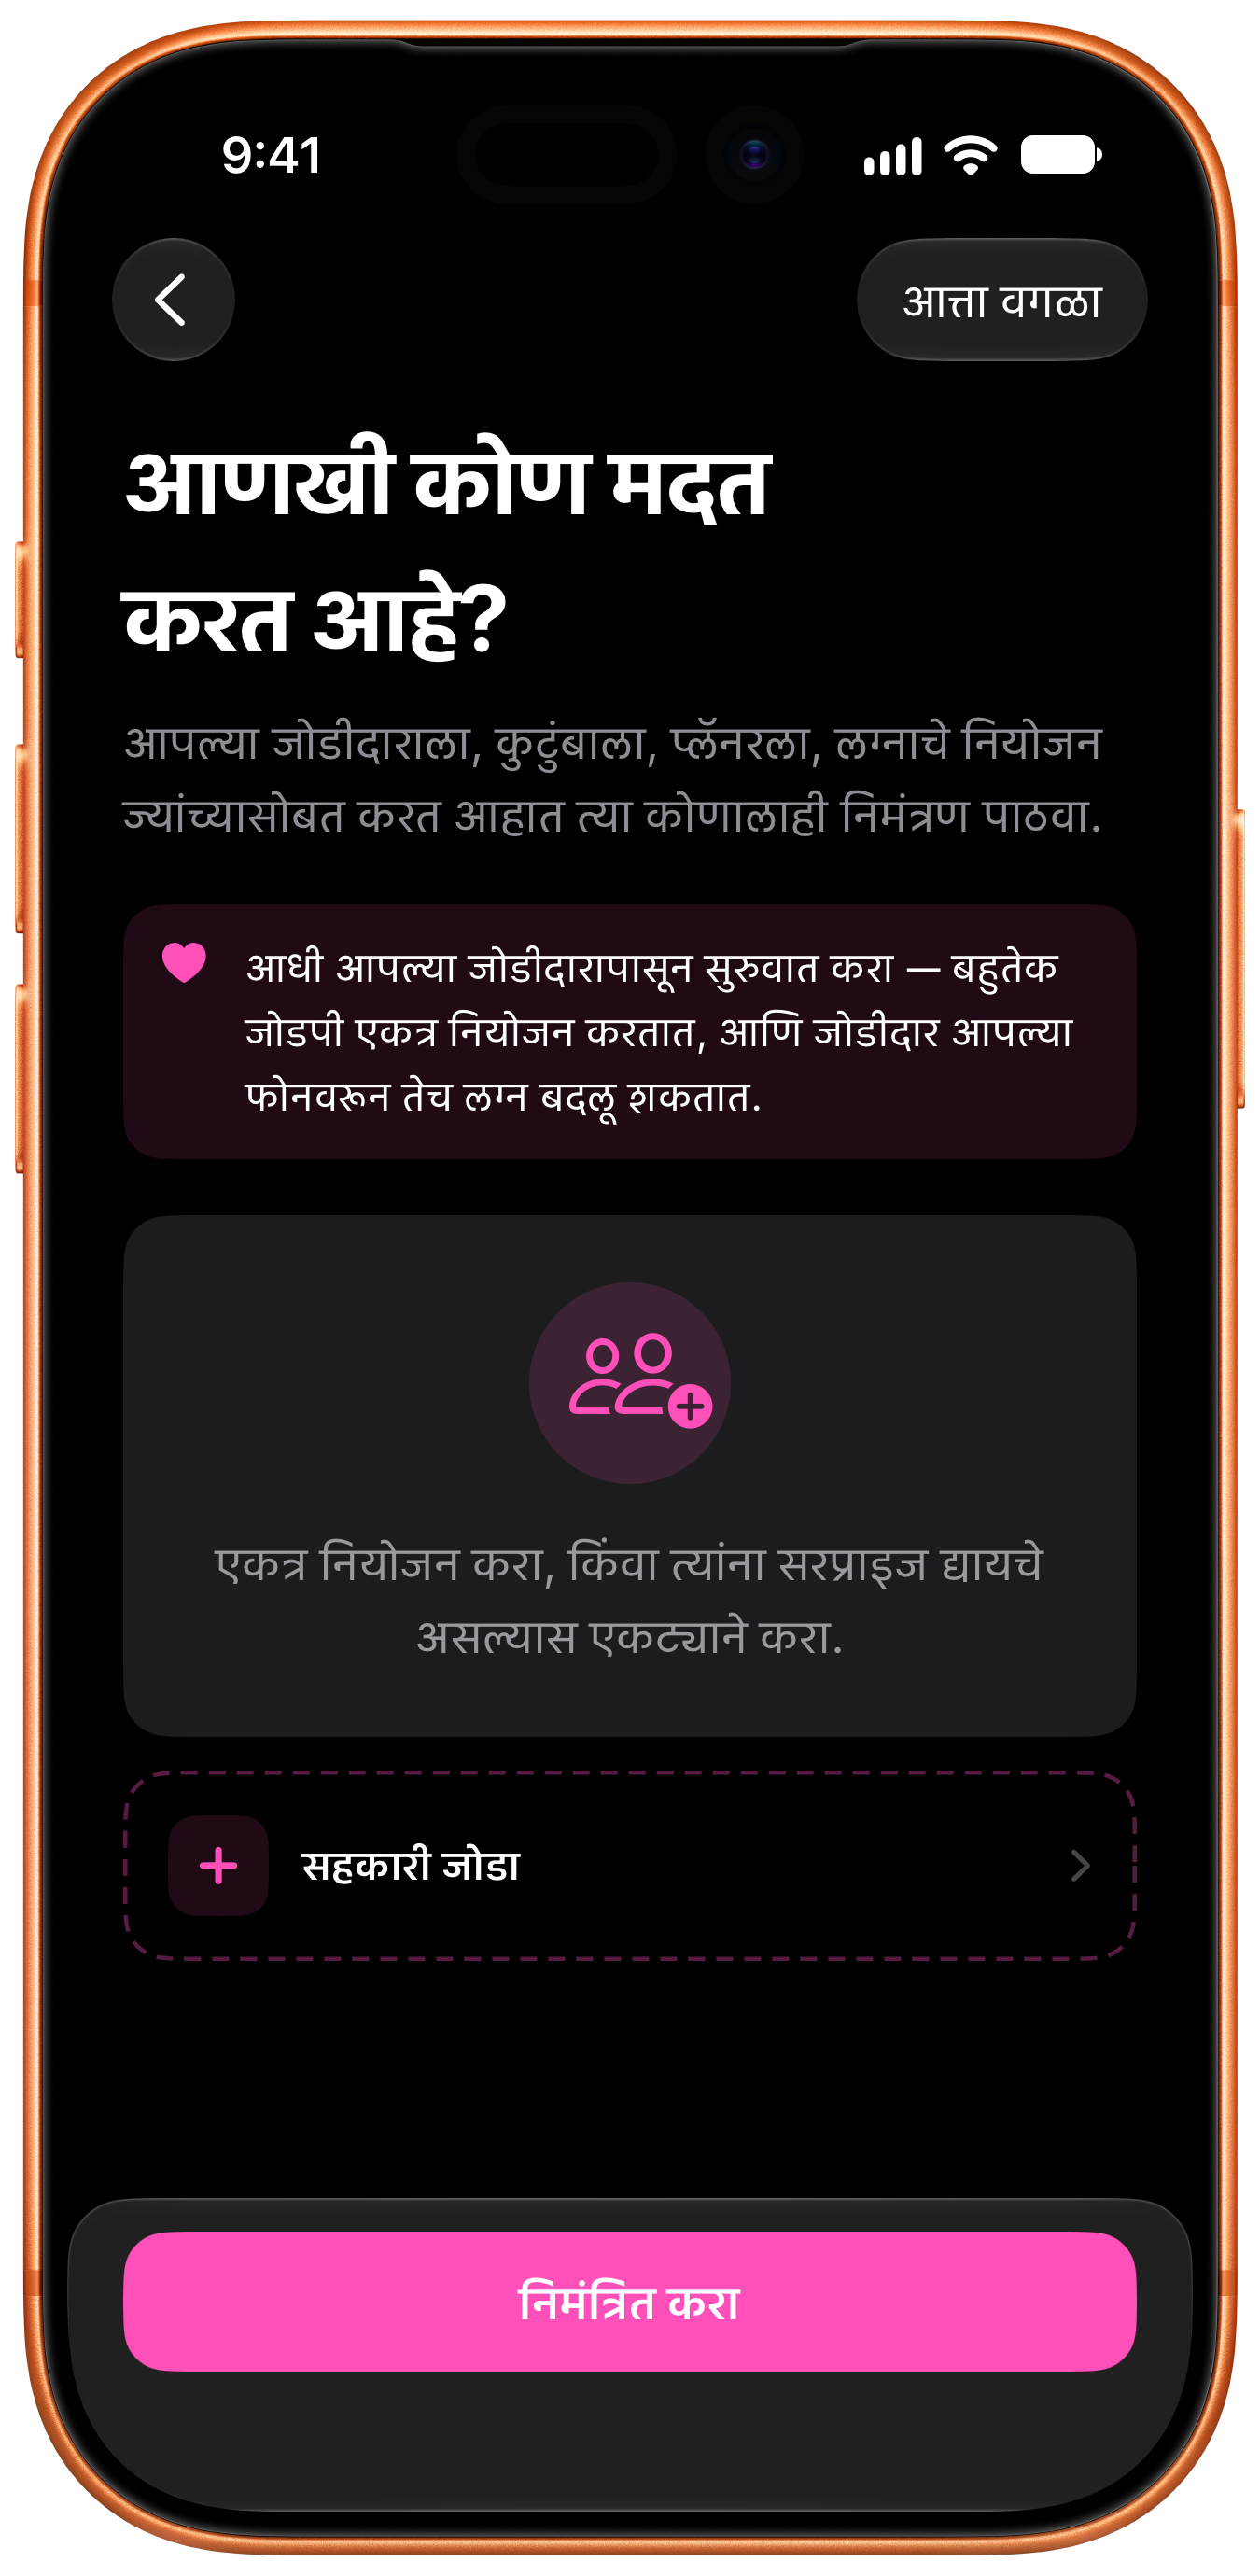 9:41
आत्ता वगळा
आणखी कोण मदत
करत आहे?
आपल्या जोडीदाराला, कुटुंबाला, प्लॅनरला, लग्नाचे नियोजन
ज्यांच्यासोबत करत आहात त्या कोणालाही निमंत्रण पाठवा.
आधी आपल्या जोडीदारापासून सुरुवात करा — बहुतेक
जोडपी एकत्र नियोजन करतात, आणि जोडीदार आपल्या
फोनवरून तेच लग्न बदलू शकतात.
एकत्र नियोजन करा, किंवा त्यांना सरप्राइज द्यायचे
असल्यास एकट्याने करा.
सहकारी जोडा
निमंत्रित करा